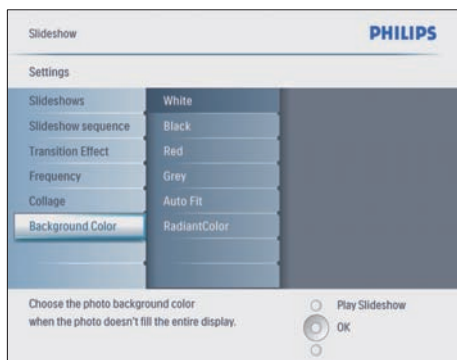 Slideshow
PHILIPS
Settings
Slideshows
Slideshow sequence
Transition Effect
Frequency
Collage
Background Color
White
Black
Red
Grey
Auto Fit
RadiantColor
Choose the photo background color
when the photo doesn't fill the entire display.
Play Slideshow
OK